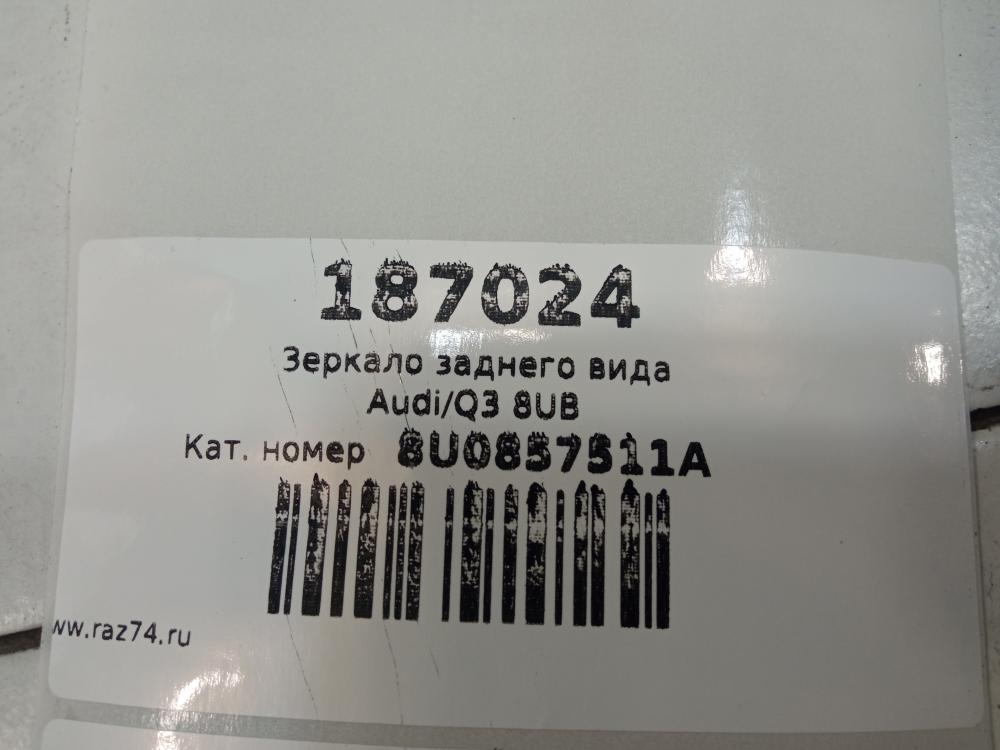 187024
Зеркало заднего вида
Audi/Q3 8UB
Кат. номер 8U0857511A
ww.raz74.ru